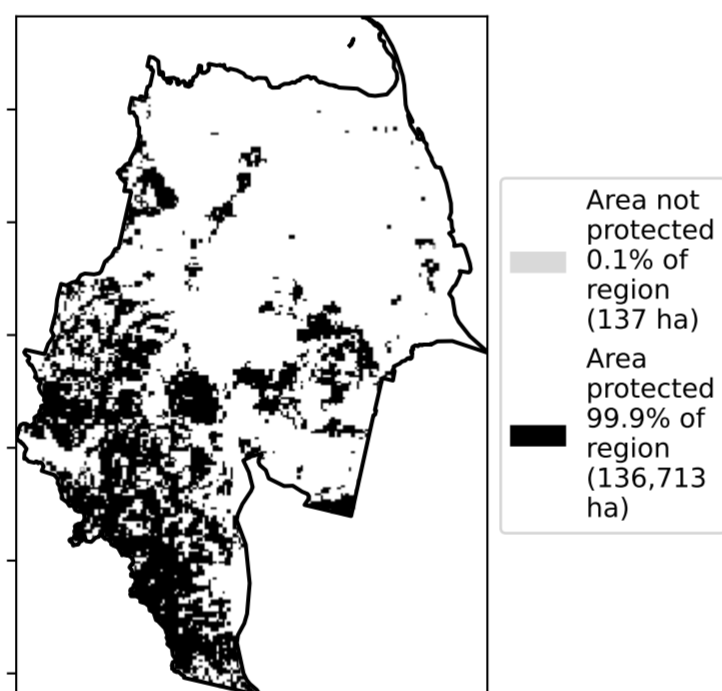 Area not
protected
0.1% of
region
(137 ha)
Area
protected
99.9% of
region
(136,713
ha)